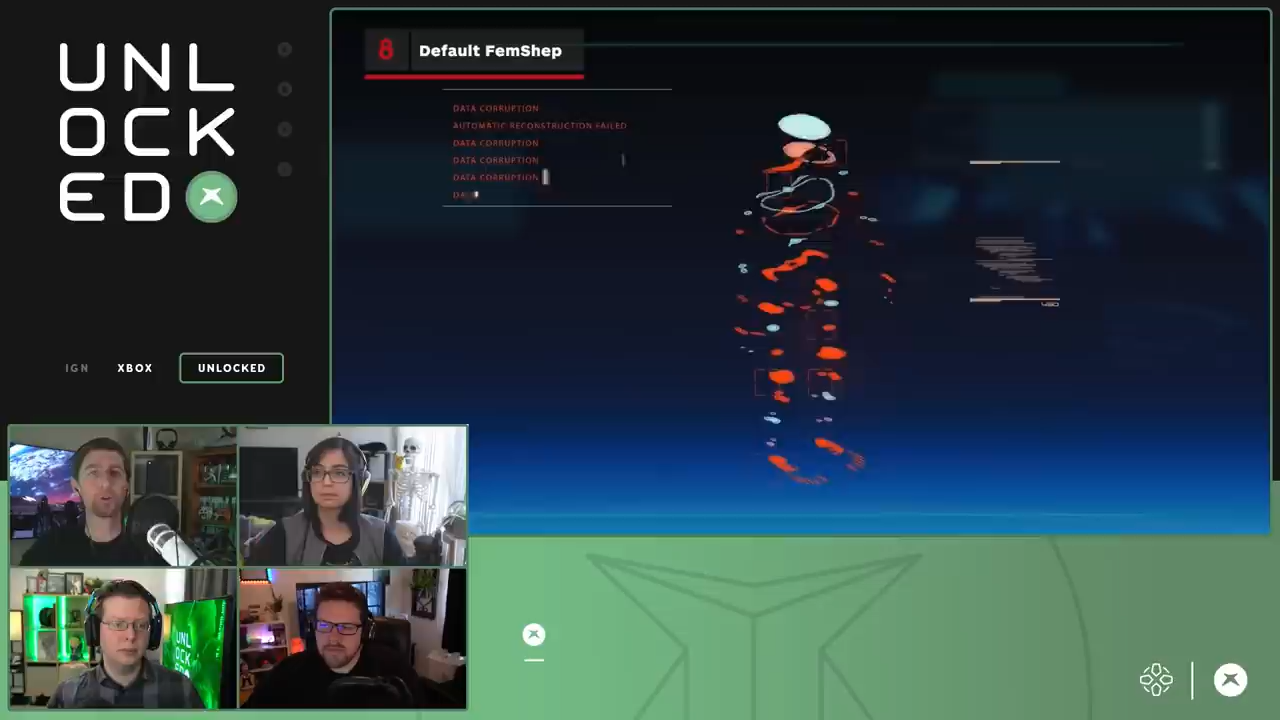 UNL
OCK
ED
8
Default FemShep
DATA CORRUPTION
AUTOMATIC RECONSTRUCTION FAILED
DATA CORRUPTION
DATA CORRUPTION
DATA CORRUPTION
IGN
XBOX
UNLOCKED
UNL
OCK
ED